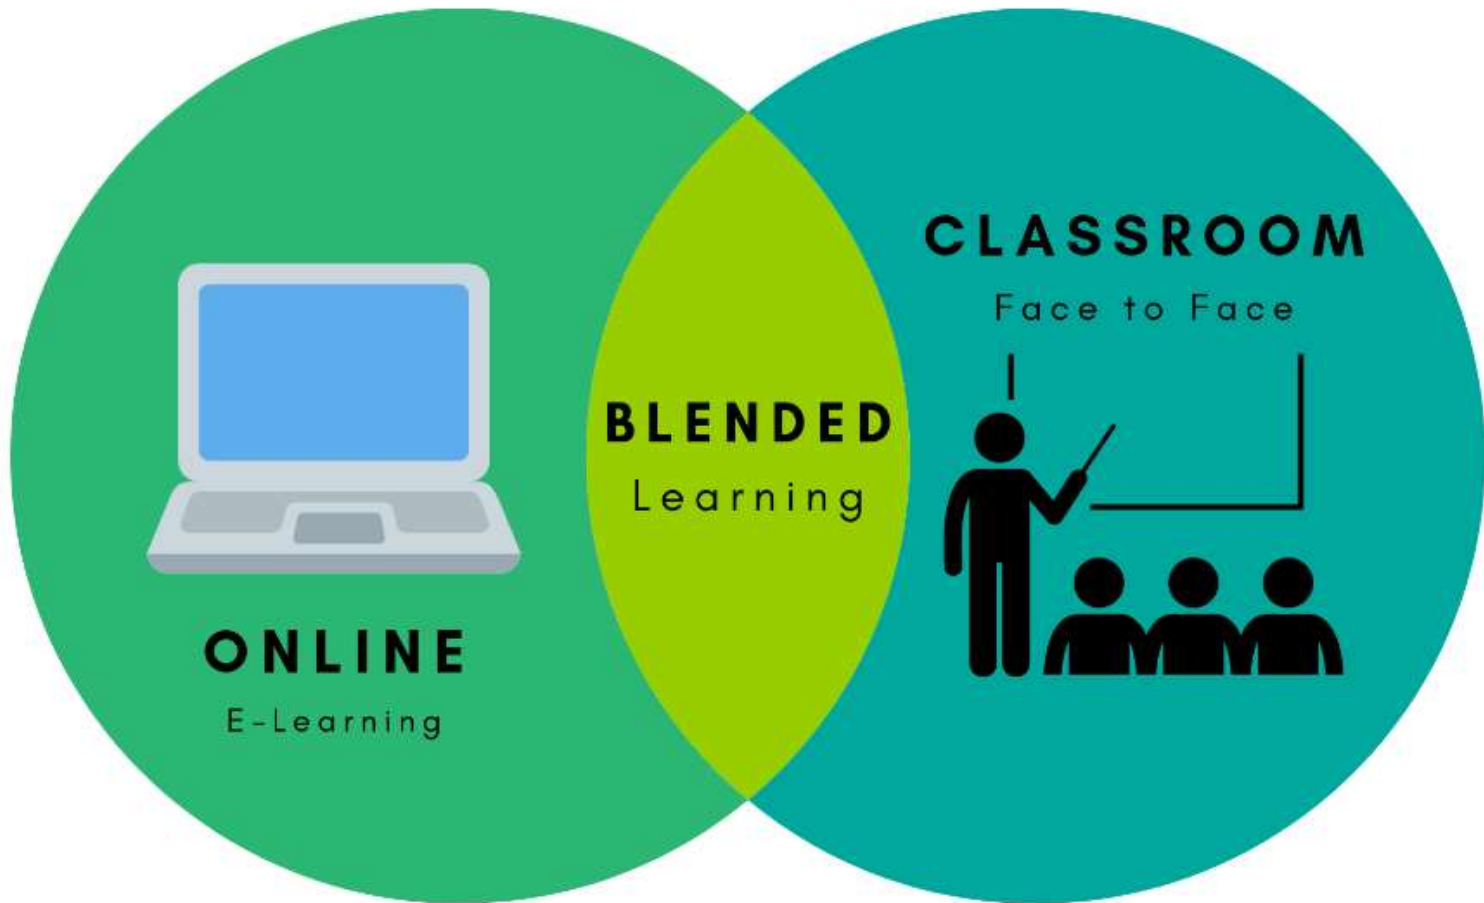 ONLINE
E-Learning
BLENDED
Learning
CLASSROOM
Face to Face